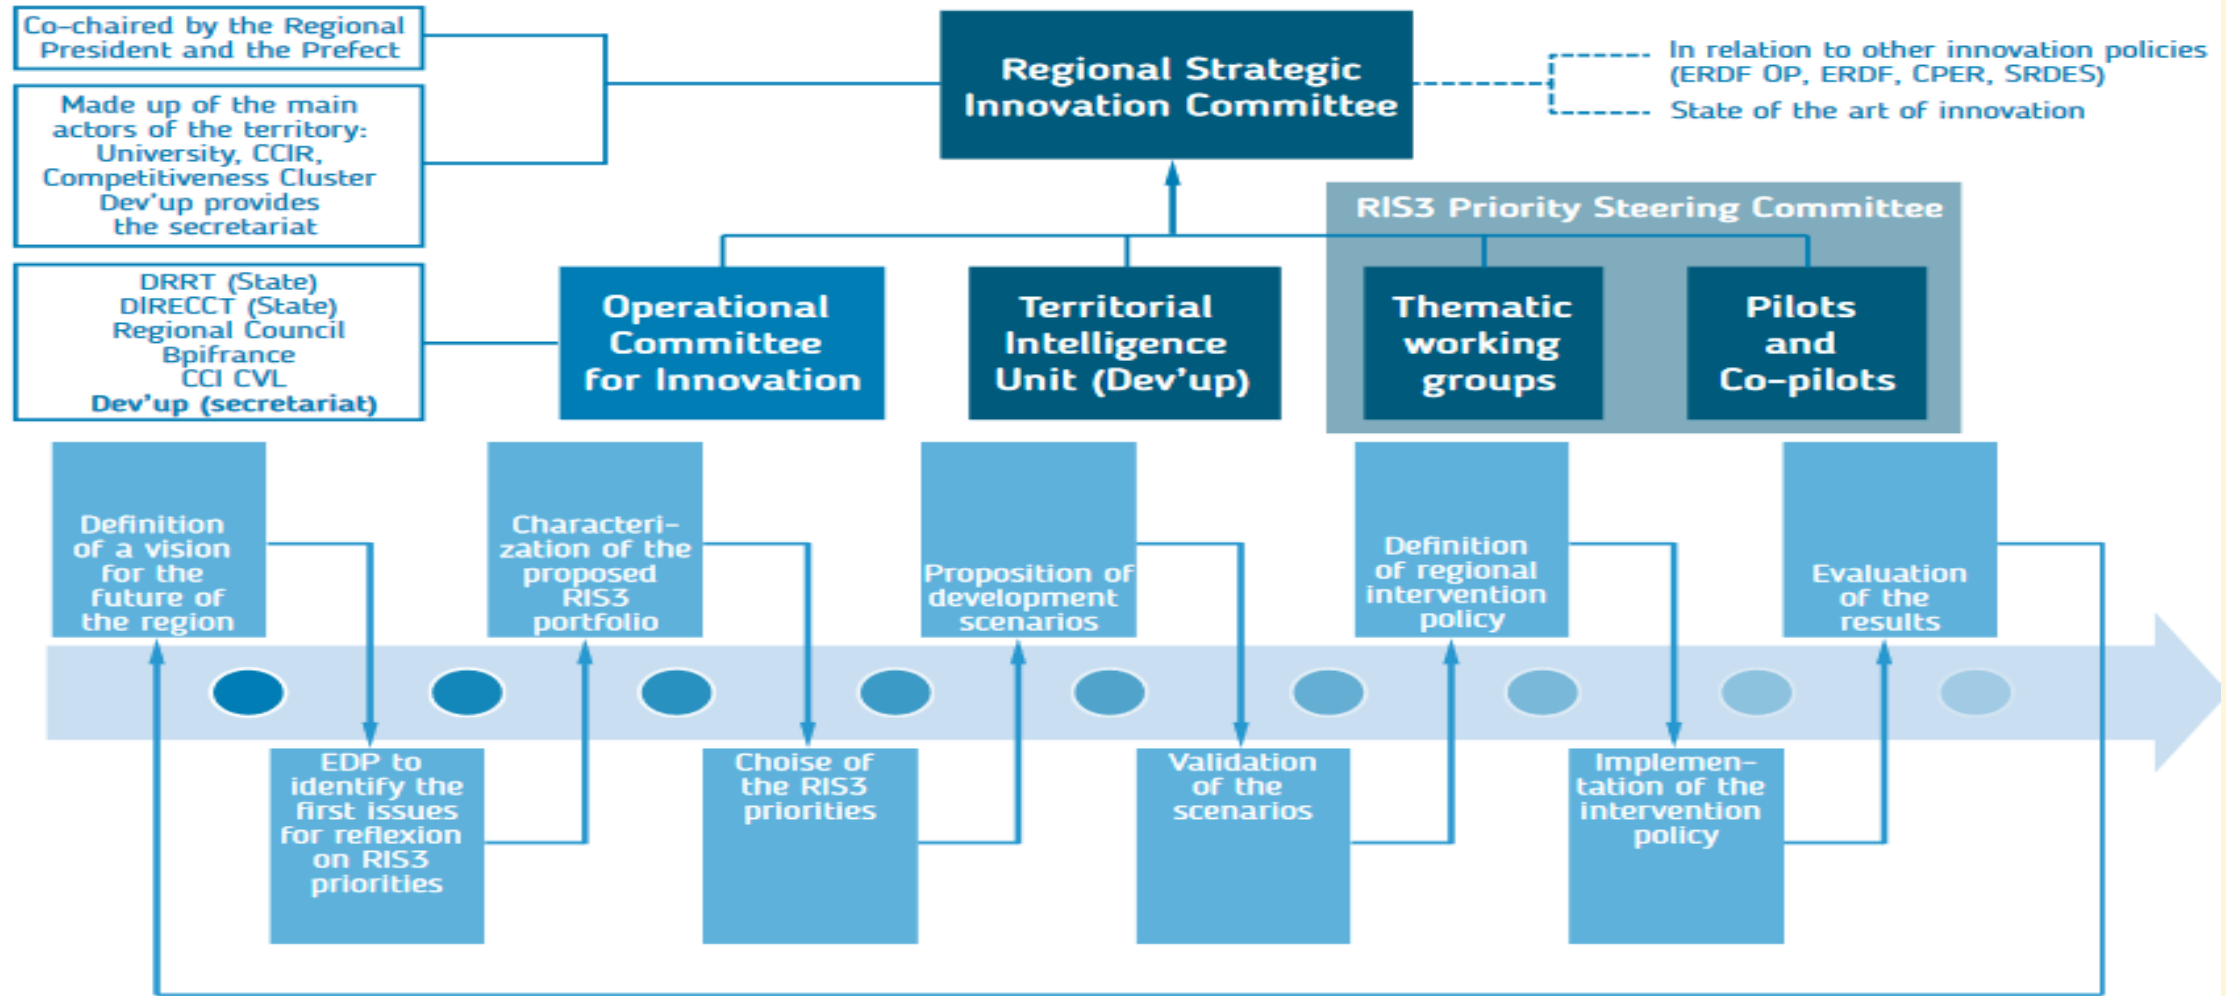 Co-chaired by the Regional
President and the Prefect
Made up of the main
actors of the territory:
University, CCIR,
Competitiveness Cluster
Dev'up provides
the secretariat
DRRT (State)
DIRECCT (State)
Regional Council
Bpifrance
CCI CVL
Dev'up (secretariat)
Regional Strategic
Innovation Committee
In relation to other innovation policies
(ERDF OP, ERDF, CPER, SRDES)
State of the art of innovation
RIS3 Priority Steering Committee
Operational
Committee
for Innovation
Territorial
Intelligence
Unit (Dev'up)
Thematic
working
groups
Pilots
and
Co-pilots
Definition
of a vision
for the
future of
the region
EDP to
identify the
first issues
for reflexion
on RIS3
priorities
Characteri-
zation of the
proposed
RIS3
portfolio
Choise of
the RIS3
priorities
Proposition of
development
scenarios
Validation
of the
scenarios
Definition
of regional
intervention
policy
Implemen-
tation of the
intervention
policy
Evaluation
of the
results